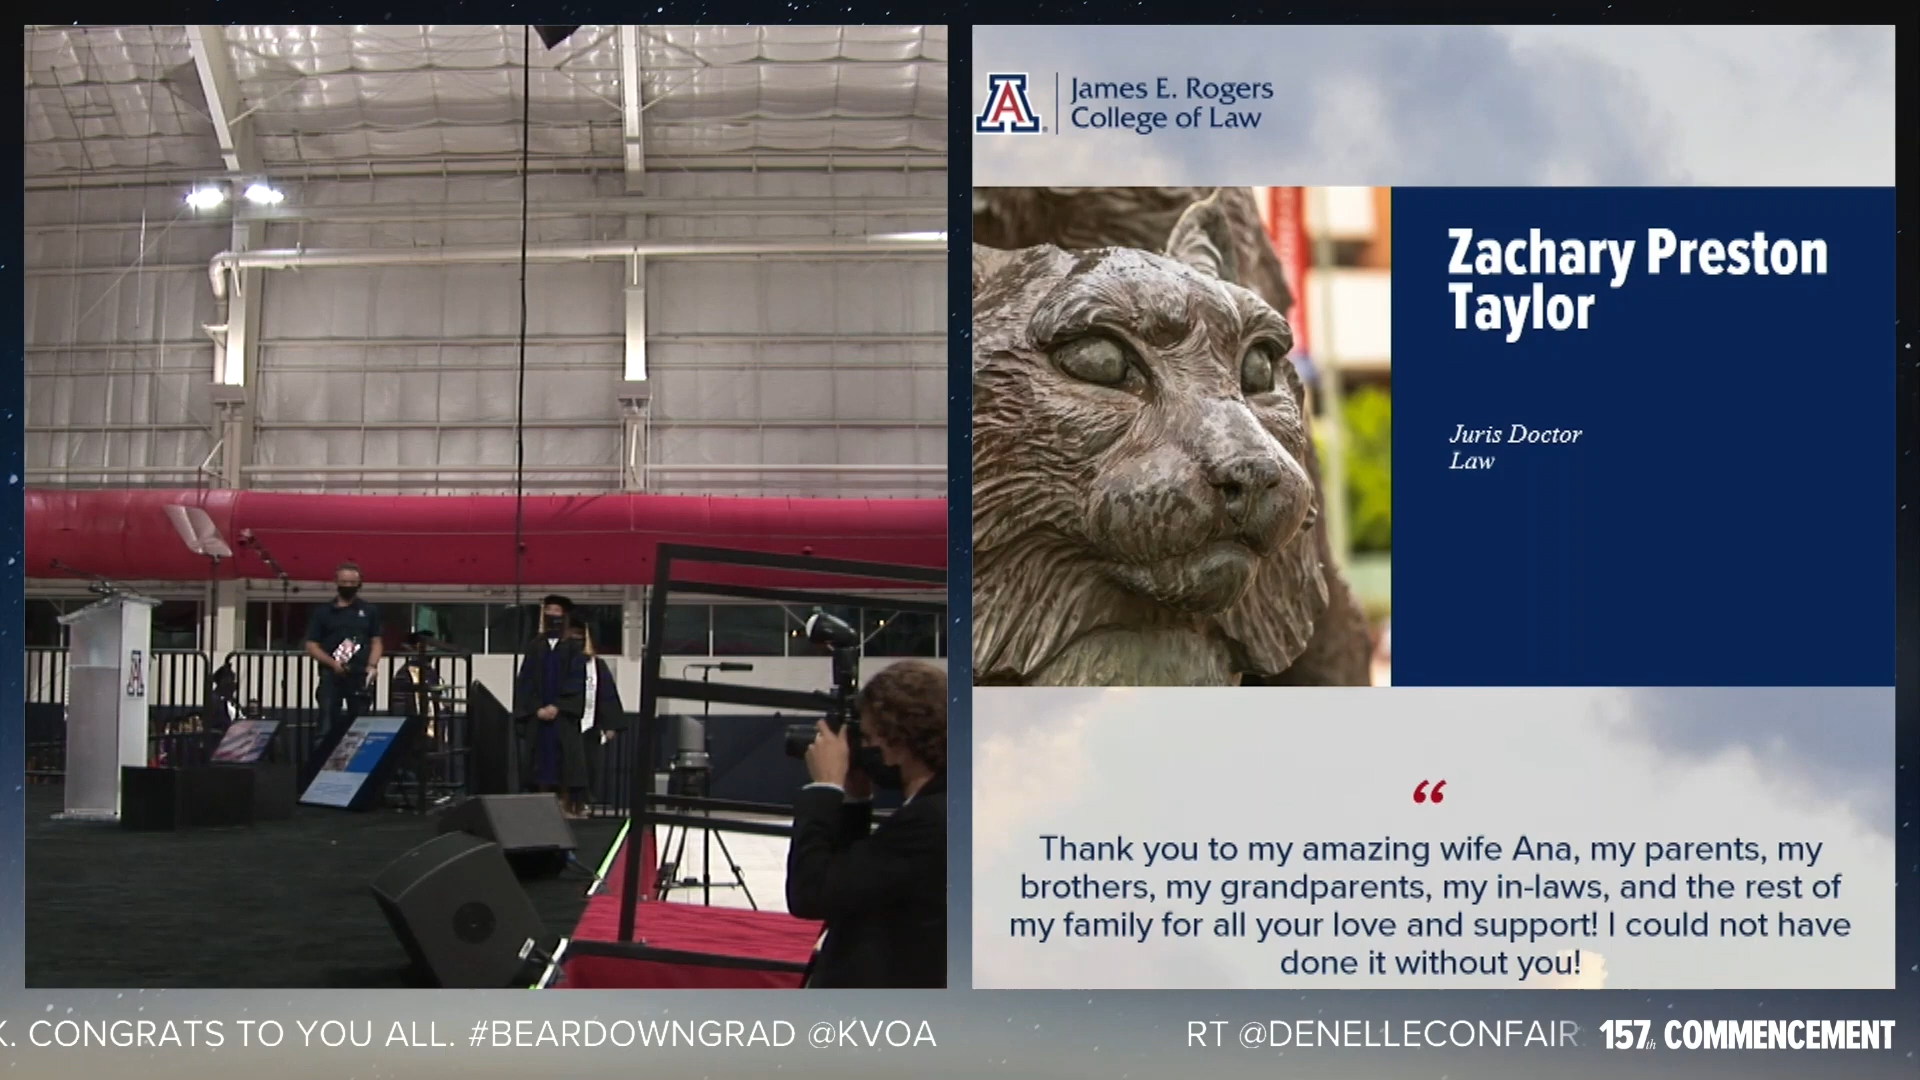 A
James E. Rogers
College of Law
Zachary Preston
Taylor
Juris Doctor
Law
“
Thank you to my amazing wife Ana, my parents, my
brothers, my grandparents, my in-laws, and the rest of
my family for all your love and support! I could not have
done it without you!
K. CONGRATS TO YOU ALL. #BEARDOWNGRAD @KVOA
RT @DENELLECONFAIR
157th COMMENCEMENT